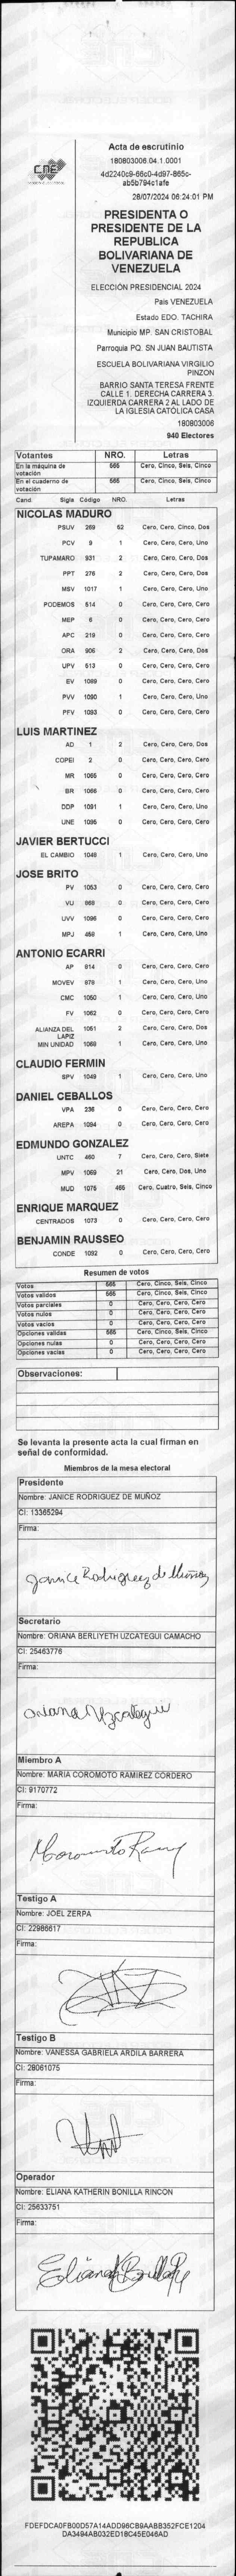 CNE
Acta de escrutinio
180803006.04.1.0001
4d2240c9-66c0-4d97-865c-
ab5b794c1afe
28/07/2024 06:24:01 PM
PRESIDENTA O
PRESIDENTE DE LA
REPUBLICA
BOLIVARIANA DE
VENEZUELA
ELECCIÓN PRESIDENCIAL 2024
País VENEZUELA
Estado EDO. TACHIRA
Municipio MP. SAN CRISTOBAL
Parroquia PQ. SN JUAN BAUTISTA
ESCUELA BOLIVARIANA VIRGILIO
PINZON
BARRIO SANTA TERESA FRENTE
CALLE 1. DERECHA CARRERA 3.
IZQUIERDA CARRERA 2 AL LADO DE
LA IGLESIA CATÓLICA CASA
180803006
940 Electores
Votantes NRO. Letras
En la máquina de votación 565 Cero, Cinco, Seis, Cinco
En el cuaderno de votación 565 Cero, Cinco, Seis, Cinco
Cand. Sigla Código NRO. Letras
NICOLAS MADURO
PSUV 269 52 Cero, Cero, Cinco, Dos
PCV 9 1 Cero, Cero, Cero, Uno
TUPAMARO 931 2 Cero, Cero, Cero, Dos
PPT 276 2 Cero, Cero, Cero, Dos
MSV 1017 1 Cero, Cero, Cero, Uno
PODEMOS 514 0 Cero, Cero, Cero, Cero
MEP 6 0 Cero, Cero, Cero, Cero
APC 219 0 Cero, Cero, Cero, Cero
ORA 906 2 Cero, Cero, Cero, Dos
UPV 513 0 Cero, Cero, Cero, Cero
EV 1089 0 Cero, Cero, Cero, Cero
PVV 1090 1 Cero, Cero, Cero, Uno
PFV 1093 0 Cero, Cero, Cero, Cero
LUIS MARTINEZ
AD 1 2 Cero, Cero, Cero, Dos
COPEI 2 0 Cero, Cero, Cero, Cero
MR 1065 0 Cero, Cero, Cero, Cero
BR 1066 0 Cero, Cero, Cero, Cero
DDP 1091 1 Cero, Cero, Cero, Uno
UNE 1095 0 Cero, Cero, Cero, Cero
JAVIER BERTUCCI
EL CAMBIO 1048 1 Cero, Cero, Cero, Uno
JOSE BRITO
PV 1053 0 Cero, Cero, Cero, Cero
VU 868 0 Cero, Cero, Cero, Cero
UVV 1096 0 Cero, Cero, Cero, Cero
MPJ 459 1 Cero, Cero, Cero, Uno
ANTONIO ECARRI
AP 814 0 Cero, Cero, Cero, Cero
MOVEV 978 1 Cero, Cero, Cero, Uno
CMC 1050 1 Cero, Cero, Cero, Uno
FV 1062 0 Cero, Cero, Cero, Cero
ALIANZA DEL LAPIZ 1051 2 Cero, Cero, Cero, Dos
MIN UNIDAD 1068 1 Cero, Cero, Cero, Uno
CLAUDIO FERMIN
SPV 1049 1 Cero, Cero, Cero, Uno
DANIEL CEBALLOS
VPA 236 0 Cero, Cero, Cero, Cero
AREPA 1094 0 Cero, Cero, Cero, Cero
EDMUNDO GONZALEZ
UNTC 460 7 Cero, Cero, Cero, Siete
MPV 1069 21 Cero, Cero, Dos, Uno
MUD 1075 465 Cero, Cuatro, Seis, Cinco
ENRIQUE MARQUEZ
CENTRADOS 1073 0 Cero, Cero, Cero, Cero
BENJAMIN RAUSSEO
CONDE 1092 0 Cero, Cero, Cero, Cero
Resumen de votos
Votos 565 Cero, Cinco, Seis, Cinco
Votos validos 565 Cero, Cinco, Seis, Cinco
Votos parciales 0 Cero, Cero, Cero, Cero
Votos nulos 0 Cero, Cero, Cero, Cero
Votos vacios 0 Cero, Cero, Cero, Cero
Opciones validas 565 Cero, Cinco, Seis, Cinco
Opciones nulas 0 Cero, Cero, Cero, Cero
Opciones vacias 0 Cero, Cero, Cero, Cero
Observaciones:
Se levanta la presente acta la cual firman en
señal de conformidad.
Miembros de la mesa electoral
Presidente
Nombre: JANICE RODRIGUEZ DE MUÑOZ
CI: 13365294
Firma:
Janice Rodriguez de Muñoz
Secretario
Nombre: ORIANA BERLIYETH UZCATEGUI CAMACHO
CI: 25463776
Firma:
Oriana Uzcategui
Miembro A
Nombre: MARIA COROMOTO RAMIREZ CORDERO
CI: 9170772
Firma:
Testigo A
Nombre: JOEL ZERPA
CI: 22986617
Firma:
Testigo B
Nombre: VANESSA GABRIELA ARDILA BARRERA
CI: 28061075
Firma:
Operador
Nombre: ELIANA KATHERIN BONILLA RINCON
CI: 25633751
Firma:
FDEFDCA0FB00D57A14ADD96CB9AABB352FCE1204
DA3494AB032ED18C45E046AD